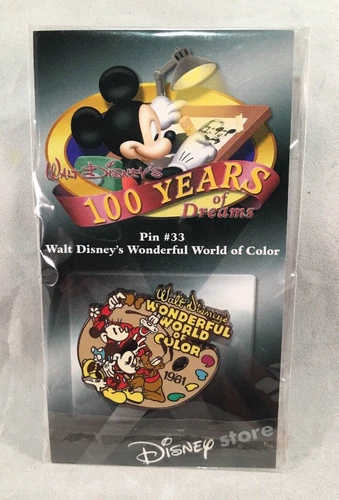 Walt Disney's
100 YEARS
of
Dreams
Pin #33
Walt Disney's Wonderful World of Color
Walt Disney's
WONDERFUL
WORLD
OF
COLOR
1961
Disney store